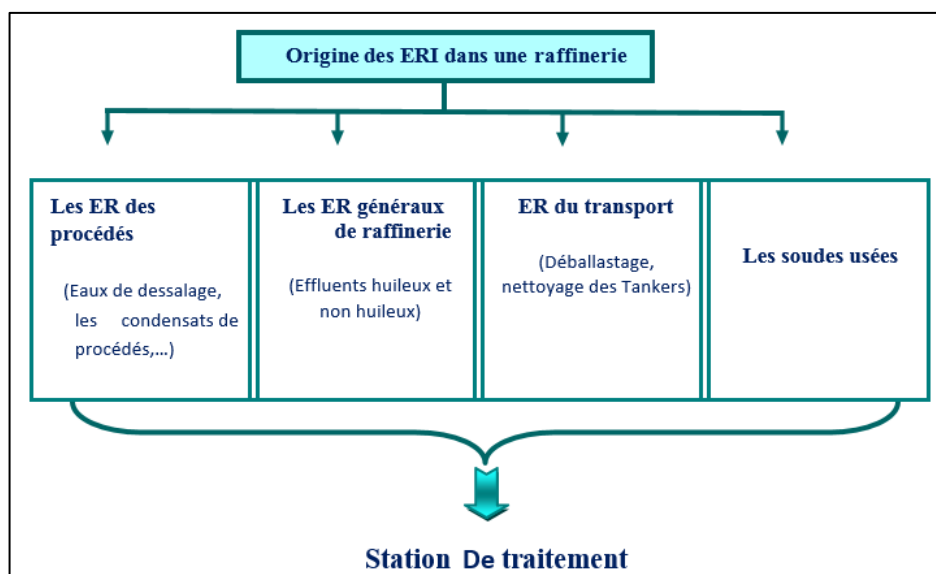 Origine des ERI dans une raffinerie
Les ER des
procédés
(Eaux de dessalage,
les condensats de
procédés,...)
Les ER généraux
de raffinerie
(Effluents huileux et
non huileux)
ER du transport
(Déballastage,
nettoyage des Tankers)
Les soudes usées
Station De traitement